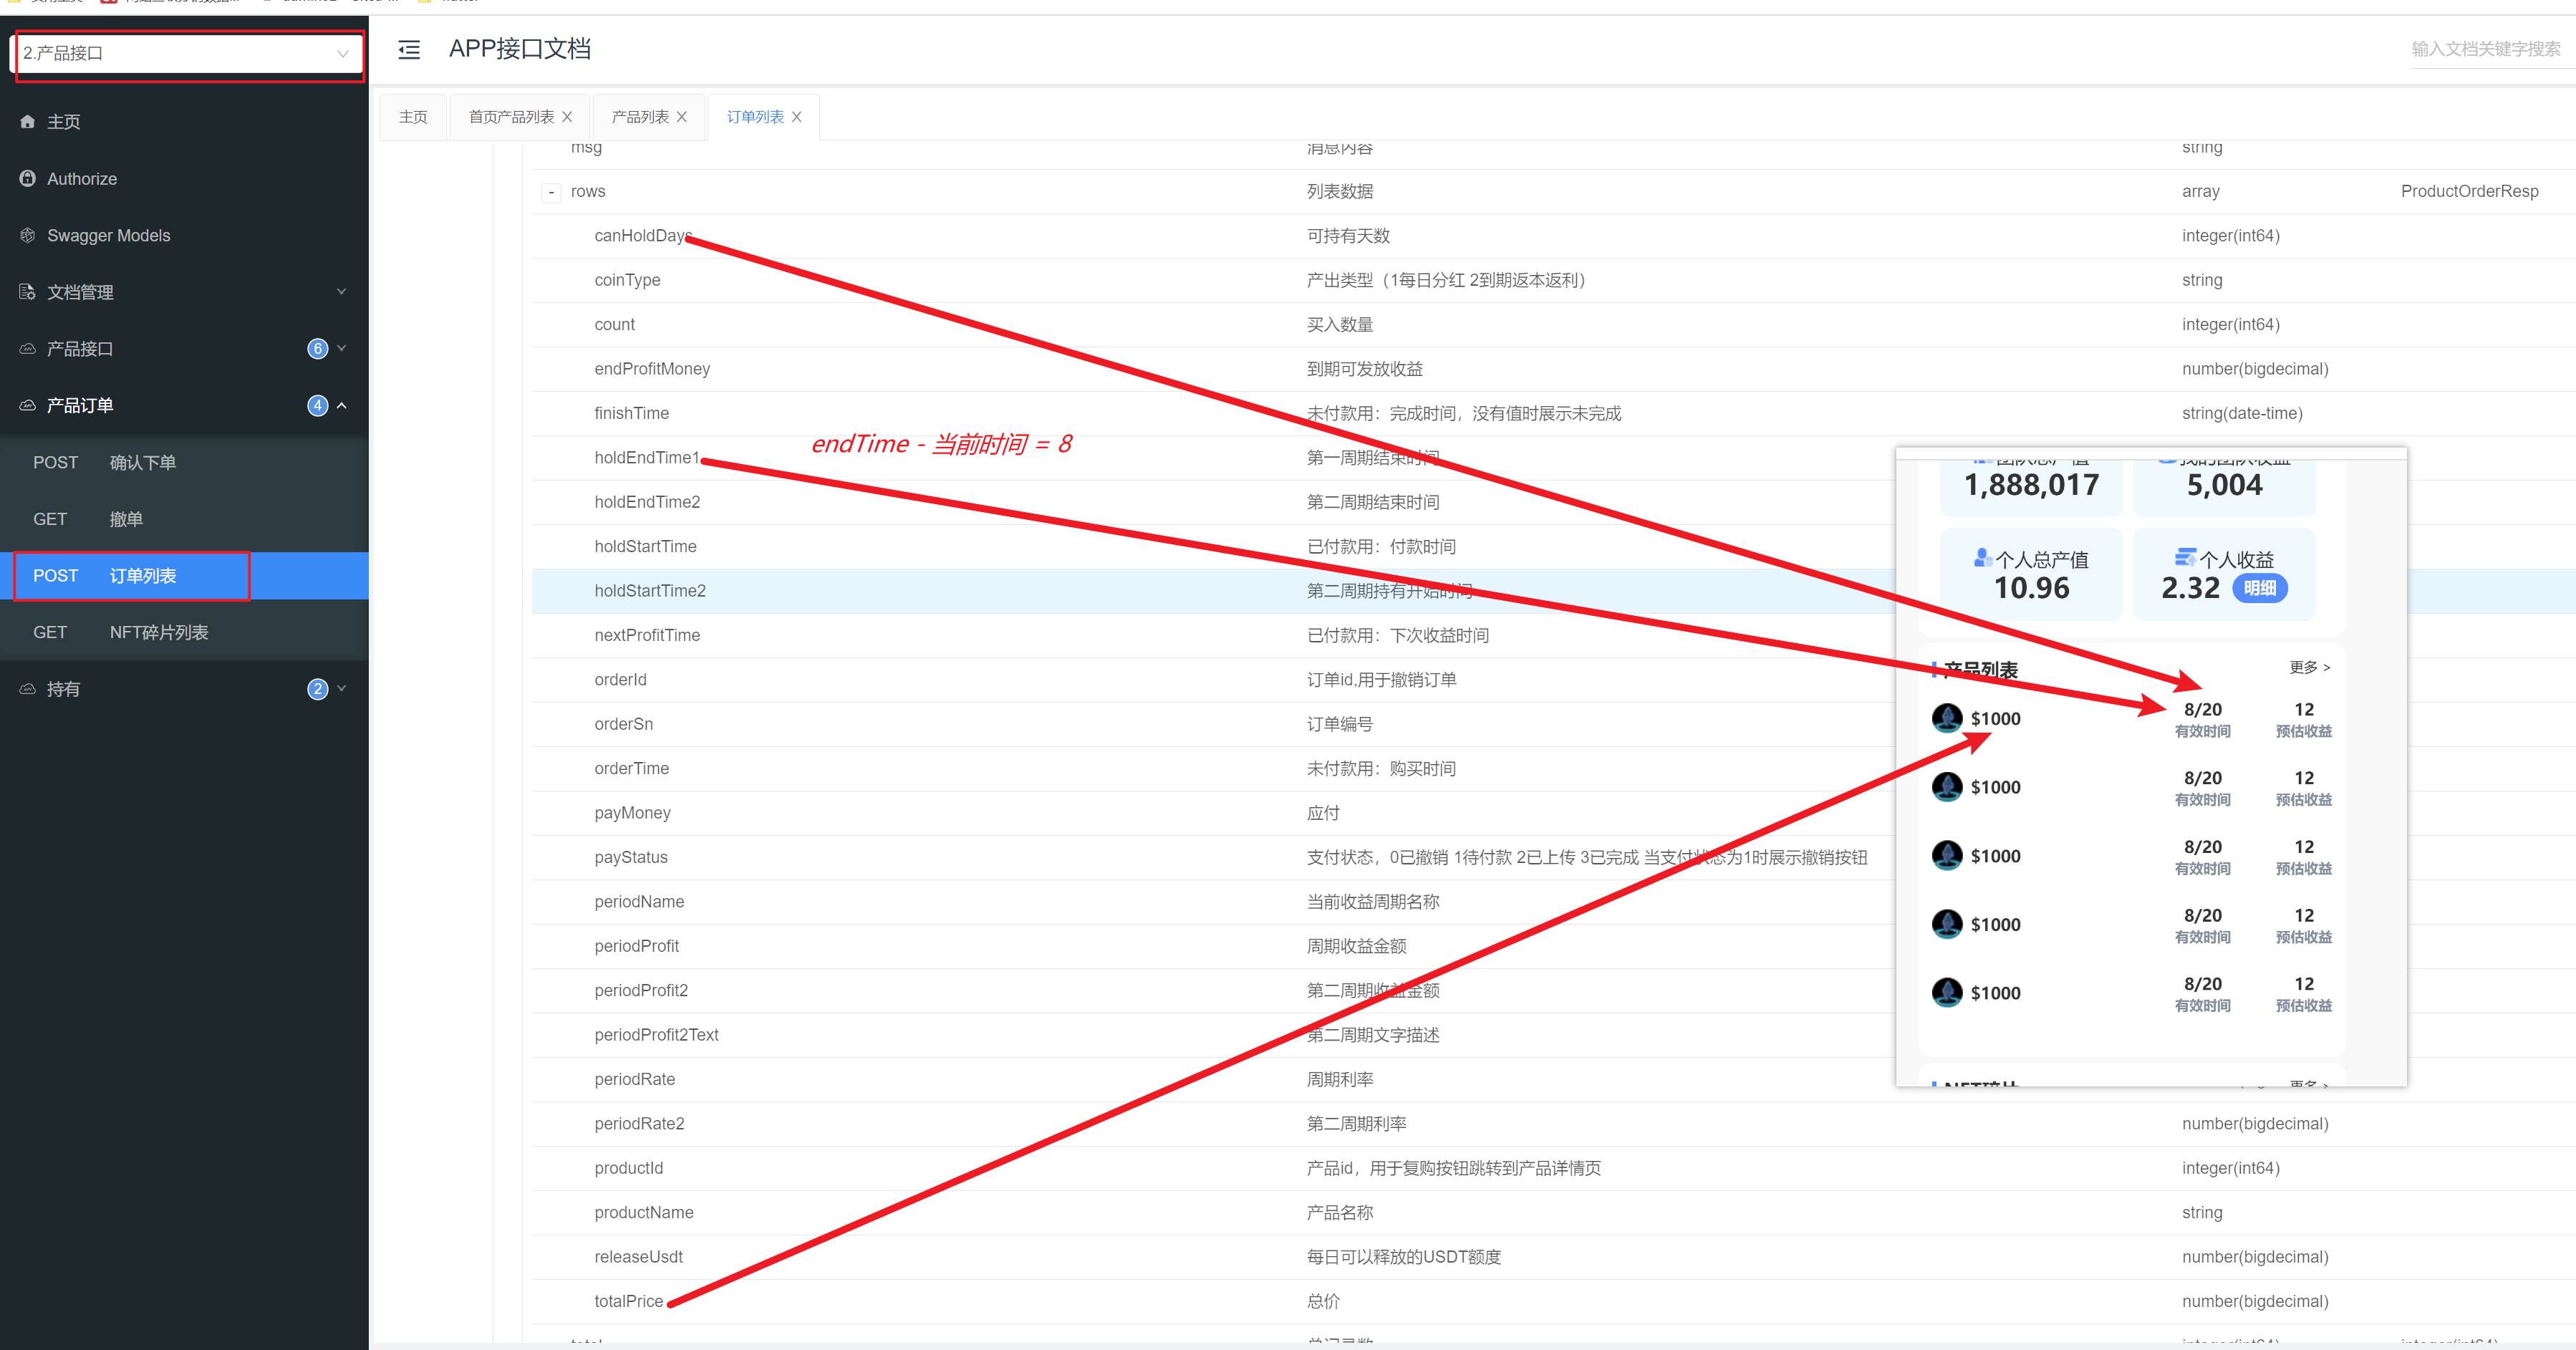 2.产品接口
主页
Authorize
Swagger Models
文档管理
产品接口 6
产品订单 4
POST 确认下单
GET 撤单
POST 订单列表
GET NFT碎片列表
持有 2
APP接口文档
输入文档关键字搜索
主页 首页产品列表 产品列表 订单列表
msg 消息内容 string
- rows 列表数据 array ProductOrderResp
canHoldDays 可持有天数 integer(int64)
coinType 产出类型（1每日分红 2到期返本返利） string
count 买入数量 integer(int64)
endProfitMoney 到期可发放收益 number(bigdecimal)
finishTime 未付款用：完成时间，没有值时展示未完成 string(date-time)
endTime - 当前时间 = 8
holdEndTime1 第一周期结束时间
holdEndTime2 第二周期结束时间
holdStartTime 已付款用：付款时间
holdStartTime2 第二周期持有开始时间
nextProfitTime 已付款用：下次收益时间
orderId 订单id,用于撤销订单
orderSn 订单编号
orderTime 未付款用：购买时间
payMoney 应付
payStatus 支付状态，0已撤销 1待付款 2已上传 3已完成 当支付状态为1时展示撤销按钮
periodName 当前收益周期名称
periodProfit 周期收益金额
periodProfit2 第二周期收益金额
periodProfit2Text 第二周期文字描述
periodRate 周期利率
periodRate2 第二周期利率 number(bigdecimal)
productId 产品id，用于复购按钮跳转到产品详情页 integer(int64)
productName 产品名称 string
releaseUsdt 每日可以释放的USDT额度 number(bigdecimal)
totalPrice 总价 number(bigdecimal)
团队总产值 我的团队收益
1,888,017 5,004
个人总产值 个人收益
10.96 2.32 明细
产品列表 更多 >
$1000 8/20 12
有效时间 预估收益
$1000 8/20 12
有效时间 预估收益
$1000 8/20 12
有效时间 预估收益
$1000 8/20 12
有效时间 预估收益
$1000 8/20 12
有效时间 预估收益
NFT碎片 更多 >